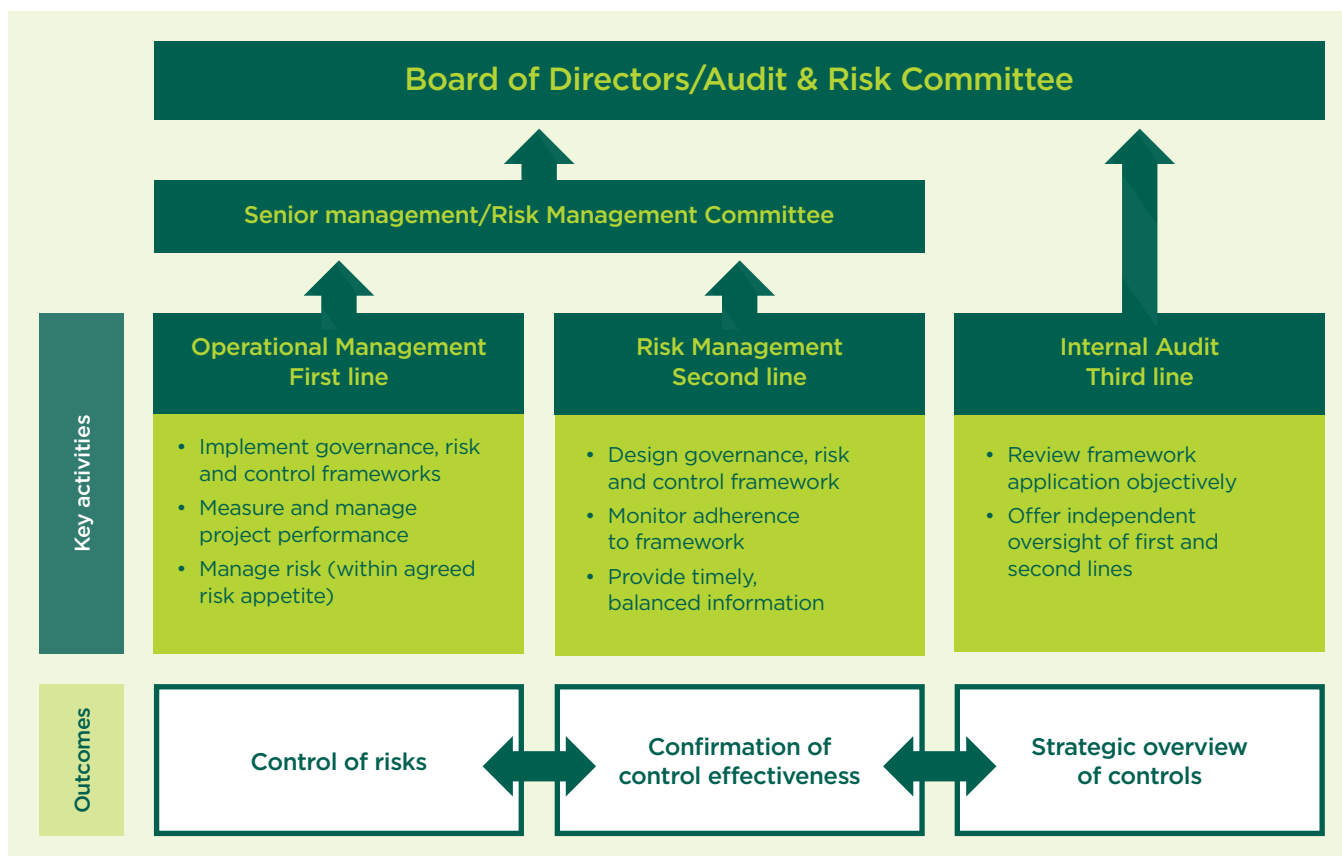 Board of Directors/Audit & Risk Committee
Senior management/Risk Management Committee
Key activities
Operational Management
First line
• Implement governance, risk
and control frameworks
• Measure and manage
project performance
• Manage risk (within agreed
risk appetite)
Risk Management
Second line
• Design governance, risk
and control framework
• Monitor adherence
to framework
• Provide timely,
balanced information
Internal Audit
Third line
• Review framework
application objectively
• Offer independent
oversight of first and
second lines
Outcomes
Control of risks
Confirmation of
control effectiveness
Strategic overview
of controls